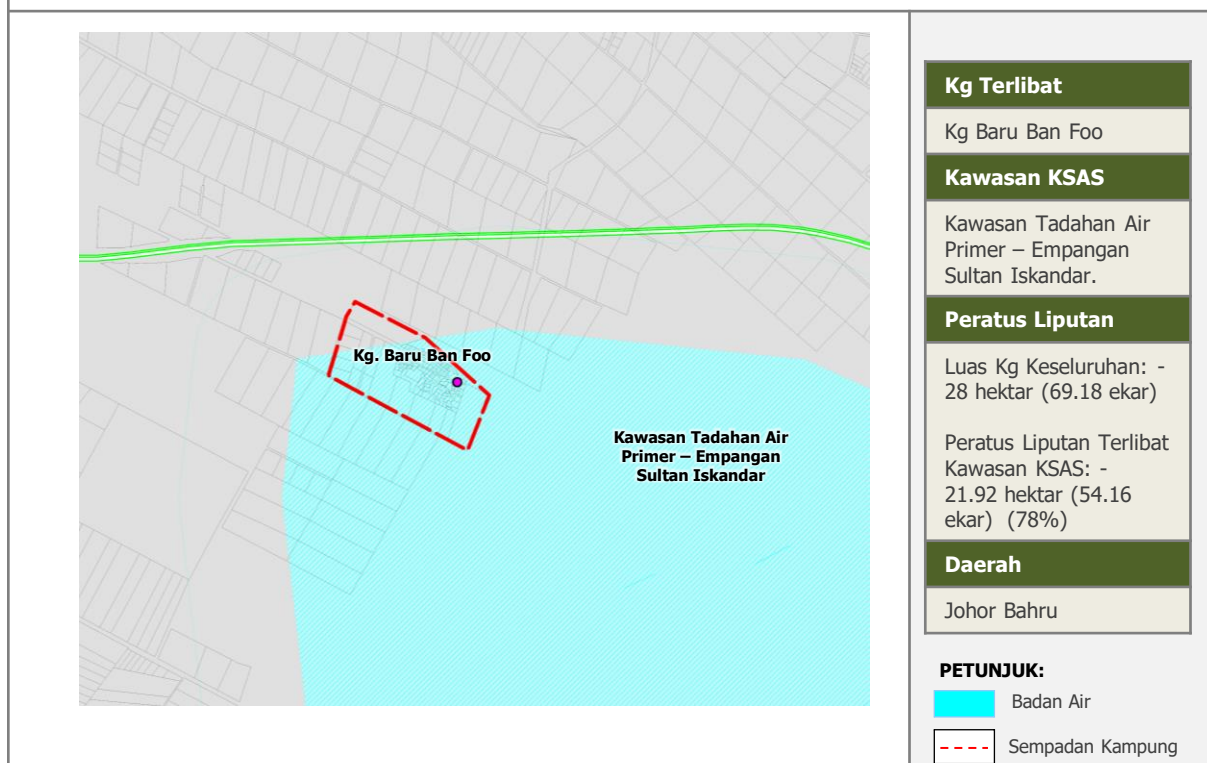 Kg. Baru Ban Foo
Kawasan Tadahan Air
Primer – Empangan
Sultan Iskandar
Kg Terlibat
Kg Baru Ban Foo
Kawasan KSAS
Kawasan Tadahan Air
Primer – Empangan
Sultan Iskandar.
Peratus Liputan
Luas Kg Keseluruhan: -
28 hektar (69.18 ekar)
Peratus Liputan Terlibat
Kawasan KSAS: -
21.92 hektar (54.16
ekar) (78%)
Daerah
Johor Bahru
PETUNJUK:
Badan Air
Sempadan Kampung